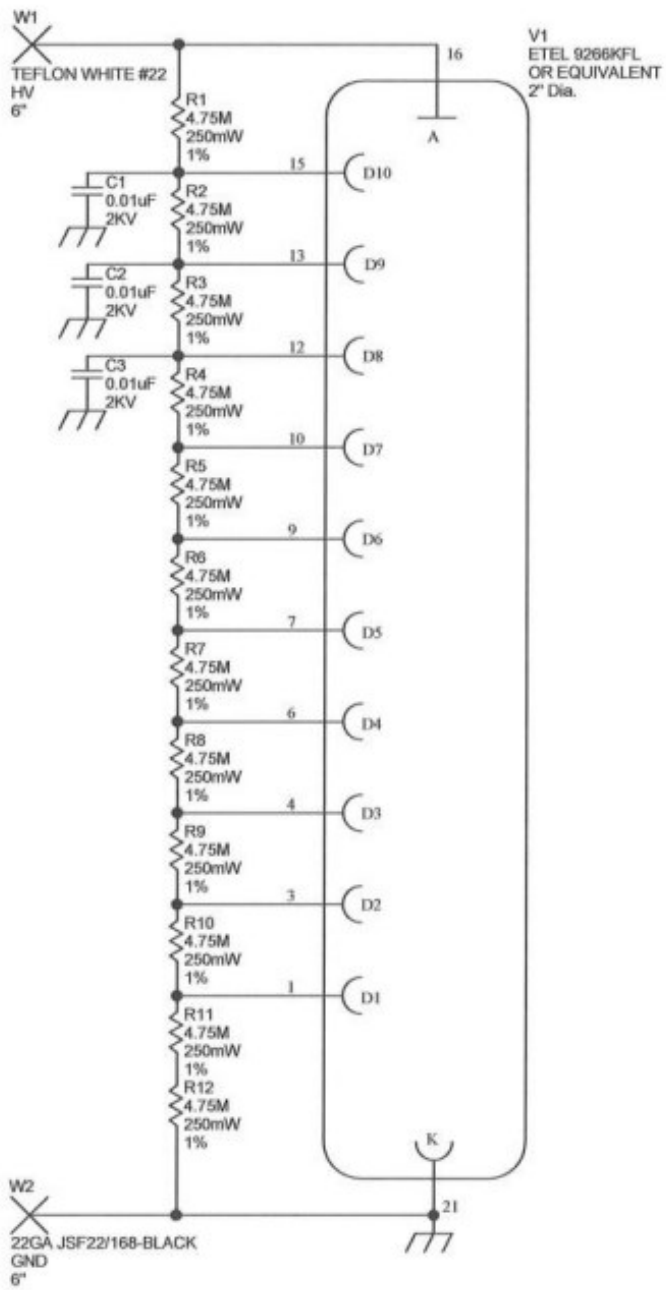 W1
TEFLON WHITE #22
HV
6"
V1
ETEL 9266KFL
OR EQUIVALENT
2" Dia.
16
A
R1
4.75M
250mW
1%
15
D10
C1
0.01uF
2KV
R2
4.75M
250mW
1%
13
D9
C2
0.01uF
2KV
R3
4.75M
250mW
1%
12
D8
C3
0.01uF
2KV
R4
4.75M
250mW
1%
10
D7
R5
4.75M
250mW
1%
9
D6
R6
4.75M
250mW
1%
7
D5
R7
4.75M
250mW
1%
6
D4
R8
4.75M
250mW
1%
4
D3
R9
4.75M
250mW
1%
3
D2
R10
4.75M
250mW
1%
1
D1
R11
4.75M
250mW
1%
R12
4.75M
250mW
1%
K
21
W2
22GA JSF22/168-BLACK
GND
6"